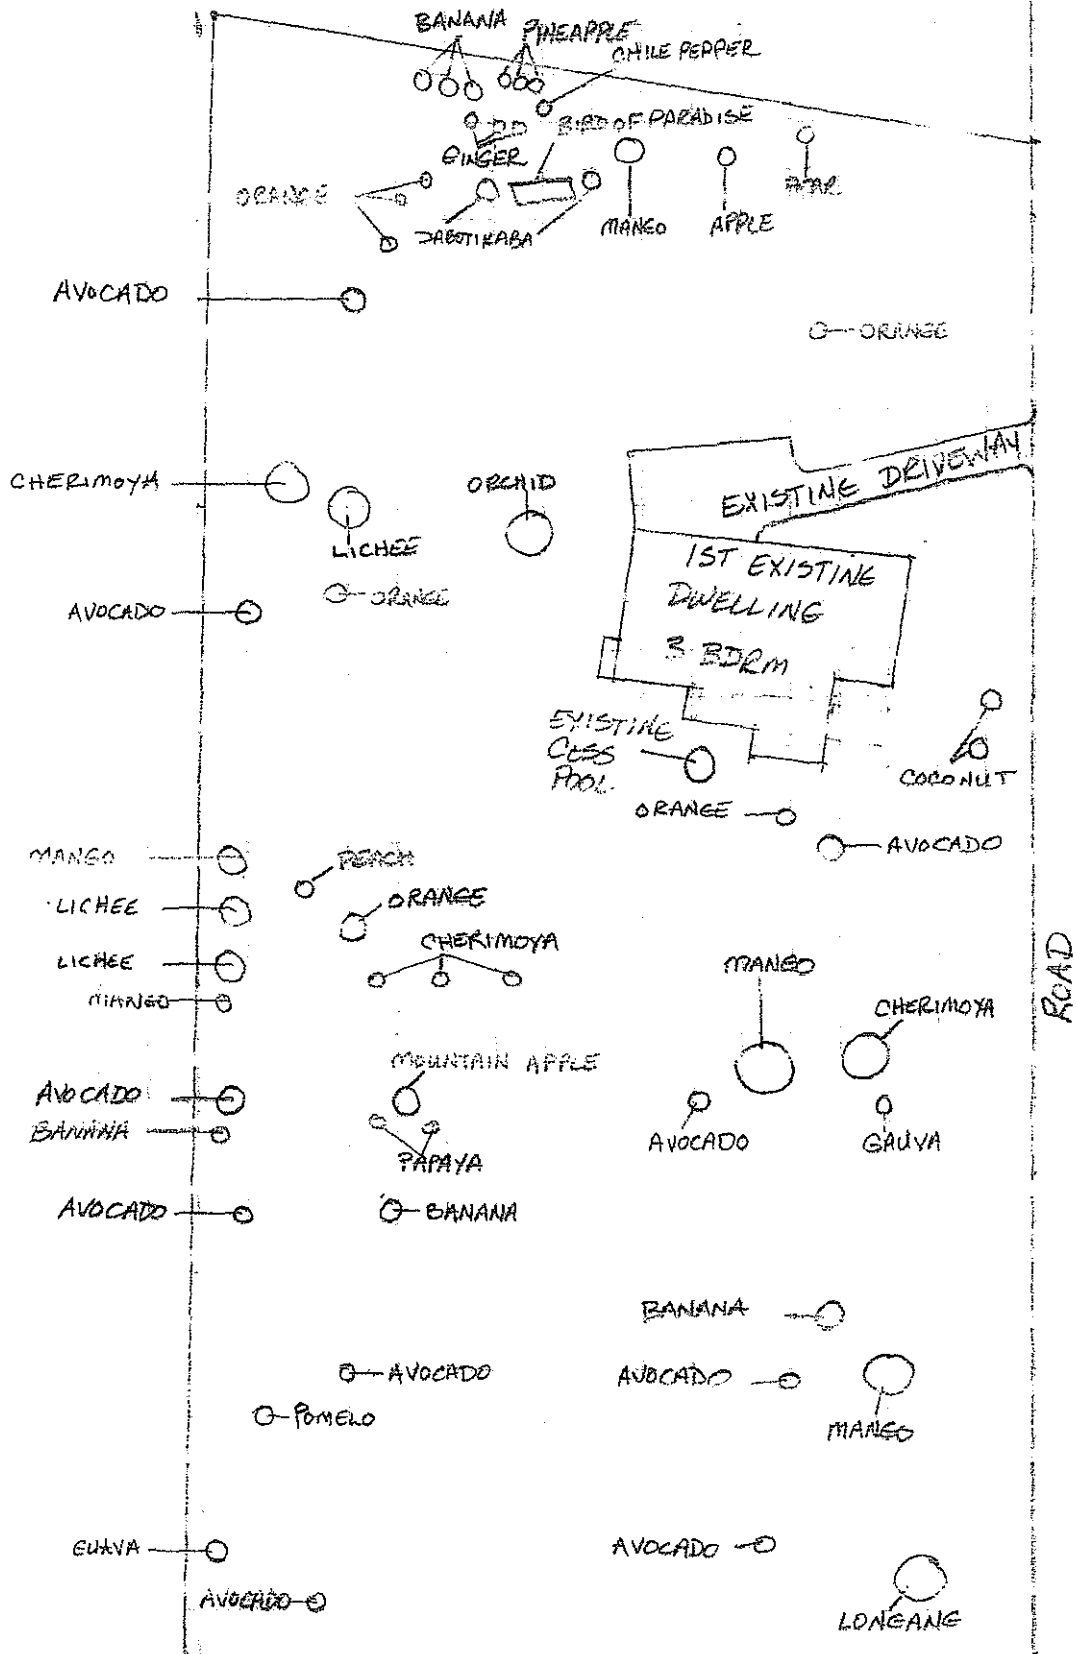 BANANA
PINEAPPLE
CHILE PEPPER
BIRD OF PARADISE
GINGER
ORANGE
JABOTIKABA
MANGO
APPLE
AVOCADO
ORANGE
CHERIMOYA
LICHEE
ORCHID
EXISTING DRIVEWAY
1ST EXISTING
DWELLING
3 BDRM
ORANGE
AVOCADO
EXISTING
CESS
POOL
COCONUT
ORANGE
AVOCADO
MANGO
PEACH
LICHEE
ORANGE
CHERIMOYA
LICHEE
MANGO
MANGO
CHERIMOYA
ROAD
AVOCADO
MOUNTAIN APPLE
BANANA
PAPAYA
AVOCADO
GAUVA
AVOCADO
BANANA
BANANA
AVOCADO
AVOCADO
MANGO
POMELO
GUAVA
AVOCADO
AVOCADO
LONGANG